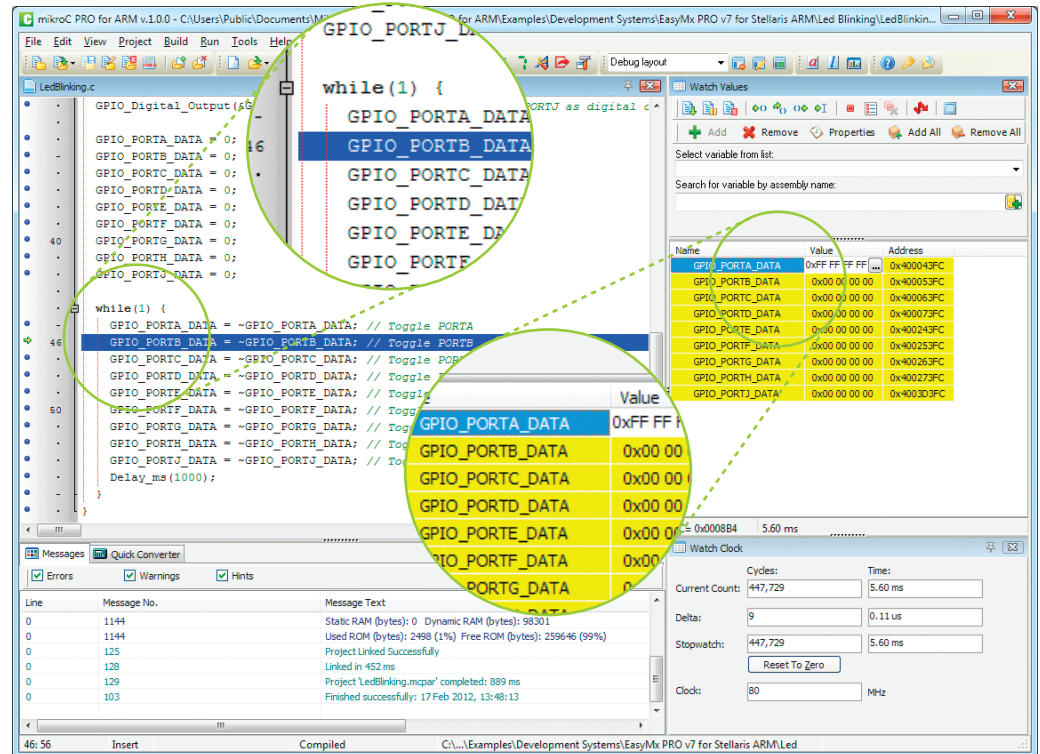 mikroC PRO for ARM v.1.0.0 - C:\Users\Public\Documents\Mi
for ARM\Examples\Development Systems\EasyMx PRO v7 for Stellaris ARM\Led Blinking\LedBlinkin...
File Edit View Project Build Run Tools Help
Debug layout
LedBlinking.c
GPIO_Digital_Output(&G
PORTJ as digital
GPIO_PORTA_DATA = 0;
GPIO_PORTB_DATA = 0;
GPIO_PORTC_DATA = 0;
GPIO_PORTD_DATA = 0;
GPIO_PORTE_DATA = 0;
GPIO_PORTF_DATA = 0;
40 GPIO_PORTG_DATA = 0;
GPIO_PORTH_DATA = 0;
GPIO_PORTJ_DATA = 0;
while(1) {
GPIO_PORTA_DATA = ~GPIO_PORTA_DATA; // Toggle PORTA
46 GPIO_PORTB_DATA = ~GPIO_PORTB_DATA; // Toggle PORTB
GPIO_PORTC_DATA = ~GPIO_PORTC_DATA; // Toggle POR
GPIO_PORTD_DATA = ~GPIO_PORTD_DATA; // Toggle
GPIO_PORTE_DATA = ~GPIO_PORTE_DATA; // Toggle
50 GPIO_PORTF_DATA = ~GPIO_PORTF_DATA; // Togg
GPIO_PORTG_DATA = ~GPIO_PORTG_DATA; // Tog
GPIO_PORTH_DATA = ~GPIO_PORTH_DATA; // Tog
GPIO_PORTJ_DATA = ~GPIO_PORTJ_DATA; // To
Delay_ms(1000);
}
}
GPIO_PORTJ_D
while(1) {
GPIO_PORTA_DATA
46 GPIO_PORTB_DATA
GPIO_PORTC_DATA
GPIO_PORTD_DAT
GPIO_PORTE_DA
GPIO_PORTF
Value
GPIO_PORTA_DATA 0xFF FF F
GPIO_PORTB_DATA 0x00 00
GPIO_PORTC_DATA 0x00 00
GPIO_PORTD_DATA 0x00 00
GPIO_PORTE_DATA 0x00 0
PIO_PORTF_DATA 0x00
PORTG_DATA
Watch Values
Add Remove Properties Add All Remove All
Select variable from list:
Search for variable by assembly name:
Name Value Address
GPIO_PORTA_DATA 0xFF FF FF FF ... 0x400043FC
GPIO_PORTB_DATA 0x00 00 00 00 0x400053FC
GPIO_PORTC_DATA 0x00 00 00 00 0x400063FC
GPIO_PORTD_DATA 0x00 00 00 00 0x400073FC
GPIO_PORTE_DATA 0x00 00 00 00 0x400243FC
GPIO_PORTF_DATA 0x00 00 00 00 0x400253FC
GPIO_PORTG_DATA 0x00 00 00 00 0x400263FC
GPIO_PORTH_DATA 0x00 00 00 00 0x400273FC
GPIO_PORTJ_DATA 0x00 00 00 00 0x4003D3FC
C= 0x0008B4 5.60 ms
Watch Clock
Cycles: Time:
Current Count: 447,729 5.60 ms
Delta: 9 0.11 us
Stopwatch: 447,729 5.60 ms
Reset To Zero
Clock: 80 MHz
Messages Quick Converter
Errors Warnings Hints
Line Message No. Message Text
0 1144 Static RAM (bytes): 0 Dynamic RAM (bytes): 98301
0 1144 Used ROM (bytes): 2498 (1%) Free ROM (bytes): 259646 (99%)
0 125 Project Linked Successfully
0 128 Linked in 452 ms
0 129 Project 'LedBlinking.mcpar' completed: 889 ms
0 103 Finished successfully: 17 Feb 2012, 13:48:13
46: 56 Insert Compiled C:\...\Examples\Development Systems\EasyMx PRO v7 for Stellaris ARM\Led